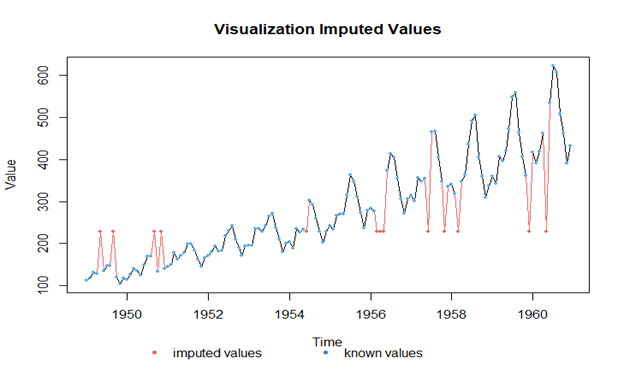 Visualization Imputed Values
600
500
400
300
200
100
Value
1950 1952 1954 1956 1958 1960
Time
imputed values known values